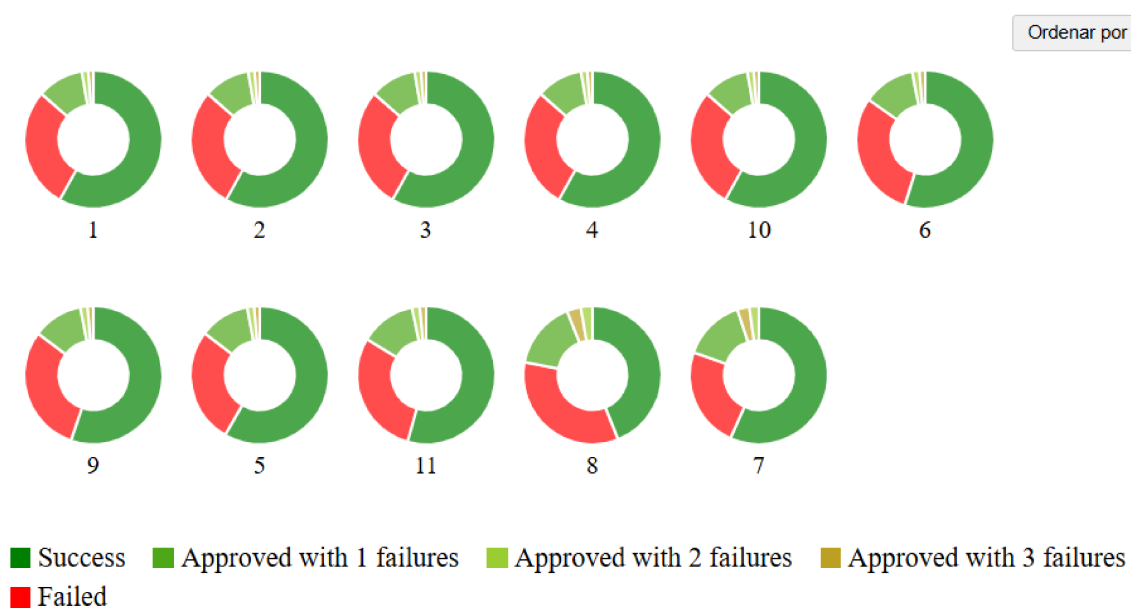 Ordenar por
1 2 3 4 10 6
9 5 11 8 7
Success Approved with 1 failures Approved with 2 failures Approved with 3 failures
Failed